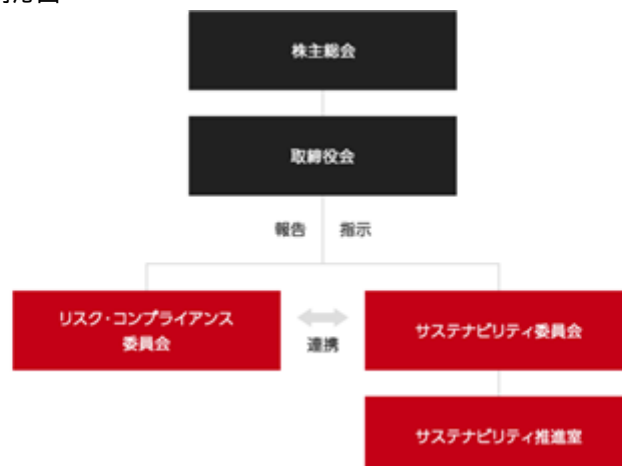 株主総会
取締役会
報告 指示
リスク・コンプライアンス
委員会
連携
サステナビリティ委員会
サステナビリティ推進室